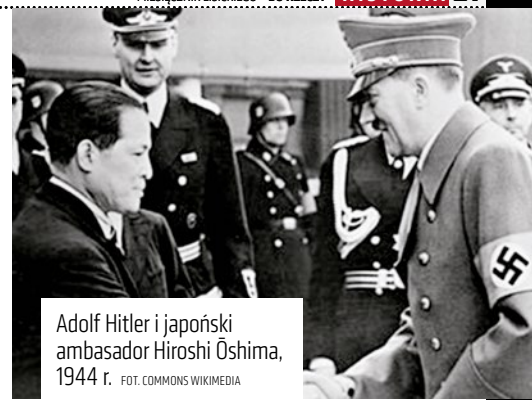 Adolf Hitler i japoński
ambasador Hiroshi Ōshima,
1944 r. FOT. COMMONS WIKIMEDIA